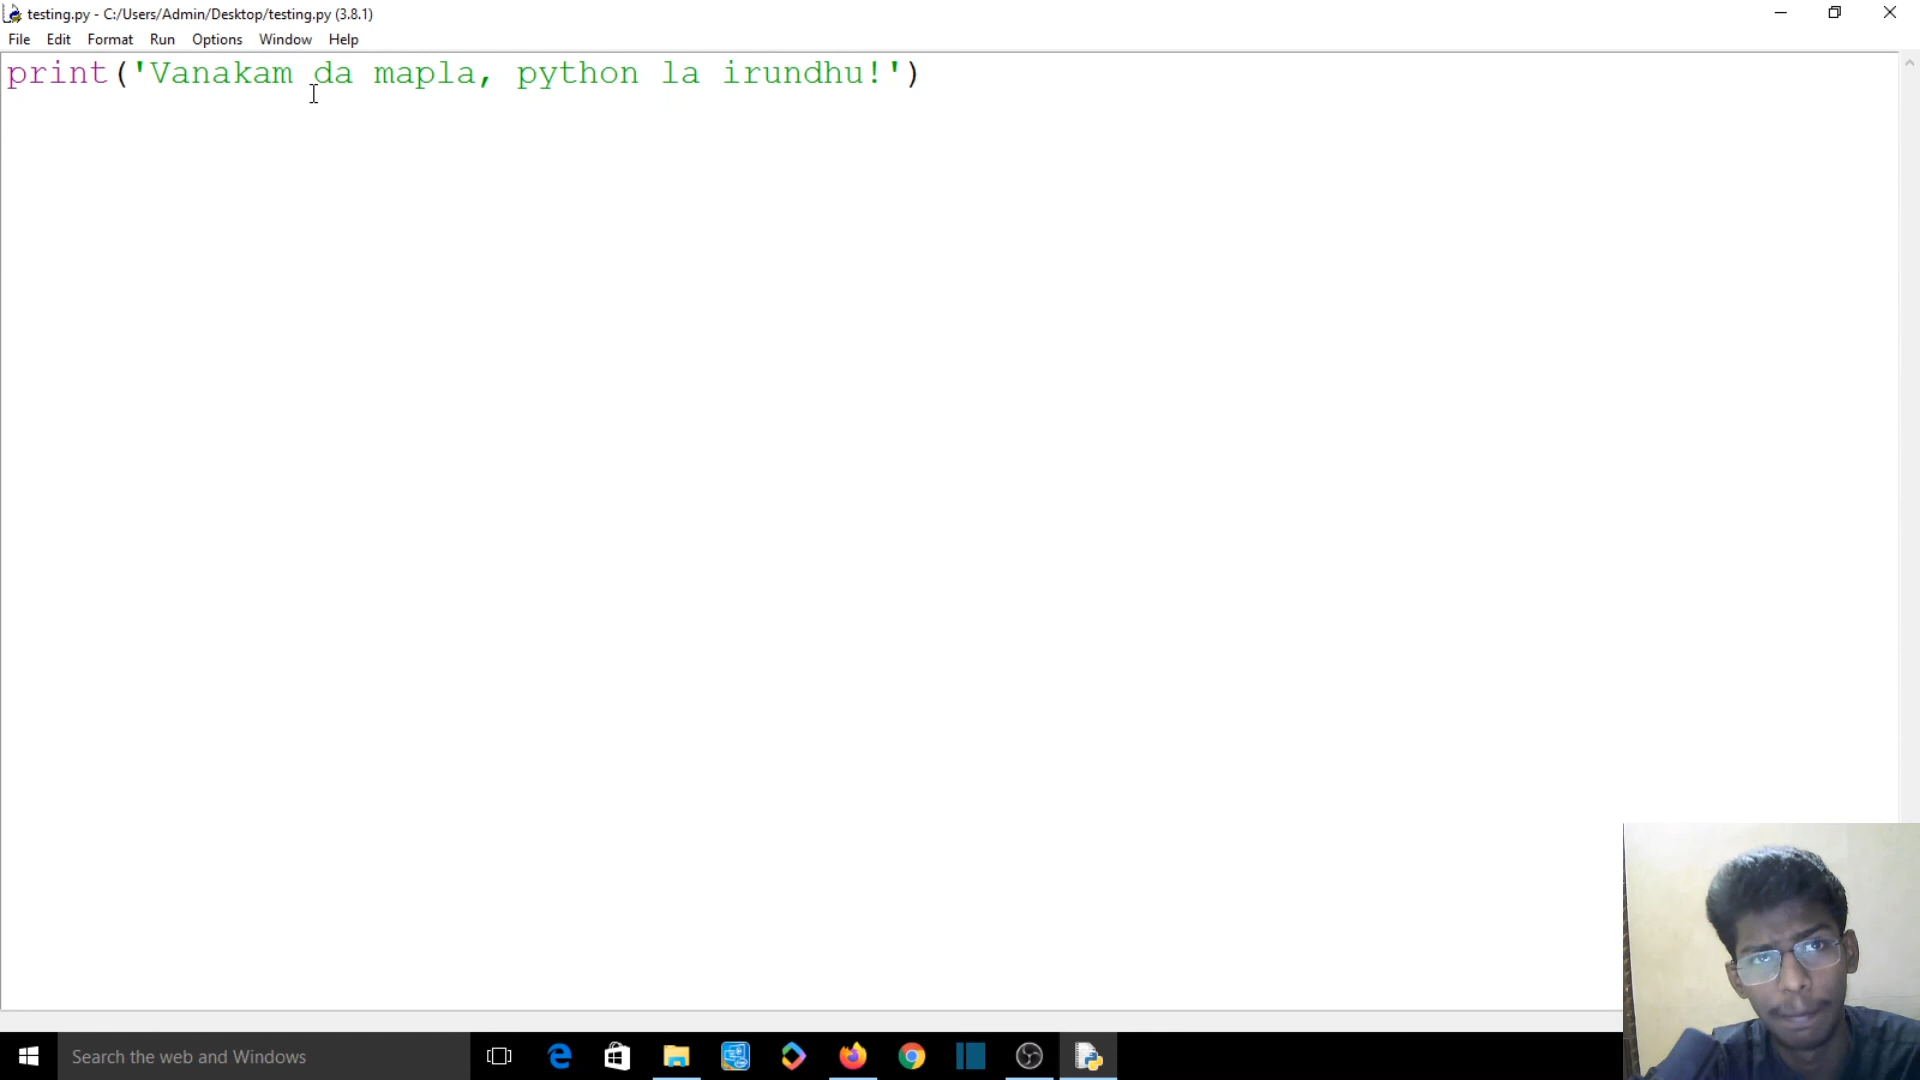 testing.py - C:/Users/Admin/Desktop/testing.py (3.8.1)
File Edit Format Run Options Window Help
print('Vanakam da mapla, python la irundhu!')
Search the web and Windows